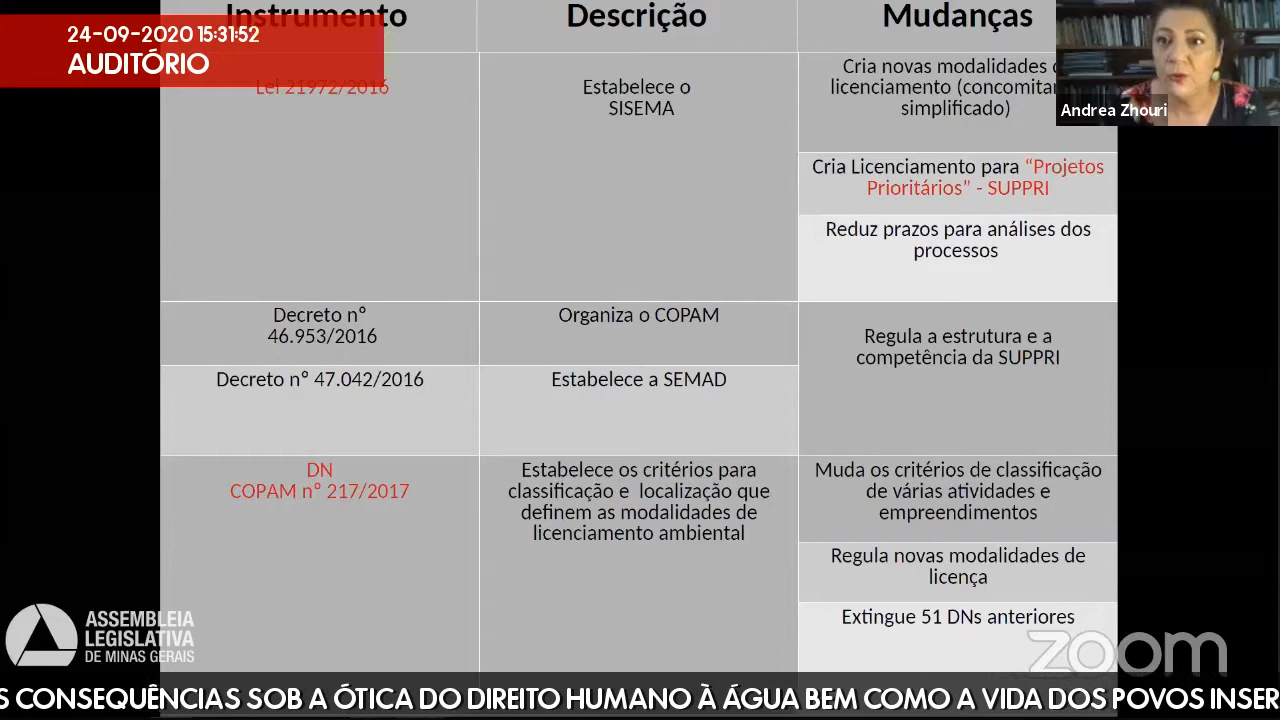 24-09-2020 15:31:52
AUDITÓRIO
Instrumento
Descrição
Mudanças
Lei 21972/2016
Estabelece o
SISEMA
Cria novas modalidades
licenciamento
simplificado)
Andrea Zhouri
Cria Licenciamento para “Projetos
Prioritários” - SUPPRI
Reduz prazos para análises dos
processos
Decreto nº
46.953/2016
Organiza o COPAM
Regula a estrutura e a
competência da SUPPRI
Decreto nº 47.042/2016
Estabelece a SEMAD
DN
COPAM nº 217/2017
Estabelece os critérios para
classificação e localização que
definem as modalidades de
licenciamento ambiental
Muda os critérios de classificação
de várias atividades e
empreendimentos
Regula novas modalidades de
licença
Extingue 51 DNs anteriores
ASSEMBLEIA
LEGISLATIVA
DE MINAS GERAIS
zoom
S CONSEQUÊNCIAS SOB A ÓTICA DO DIREITO HUMANO À ÁGUA BEM COMO A VIDA DOS POVOS INSER